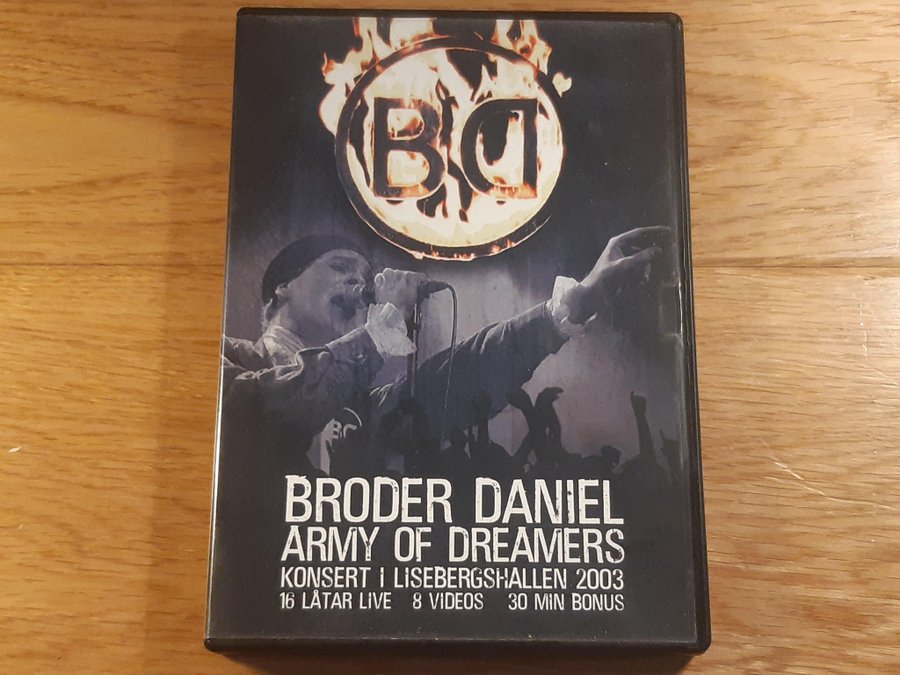 BD
BRODER DANIEL
ARMY OF DREAMERS
KONSERT I LISEBERGSHALLEN 2003
16 LÅTAR LIVE 8 VIDEOS 30 MIN BONUS